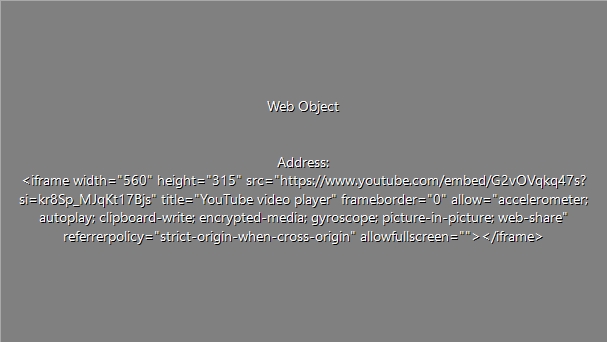 Web Object
Address:
<iframe width="560" height="315" src="https://www.youtube.com/embed/G2vOVqkq47s?
si=kr8Sp_MJqKt17Bjs" title="YouTube video player" frameborder="0" allow="accelerometer;
autoplay; clipboard-write; encrypted-media; gyroscope; picture-in-picture; web-share"
referrerpolicy="strict-origin-when-cross-origin" allowfullscreen=""></iframe>